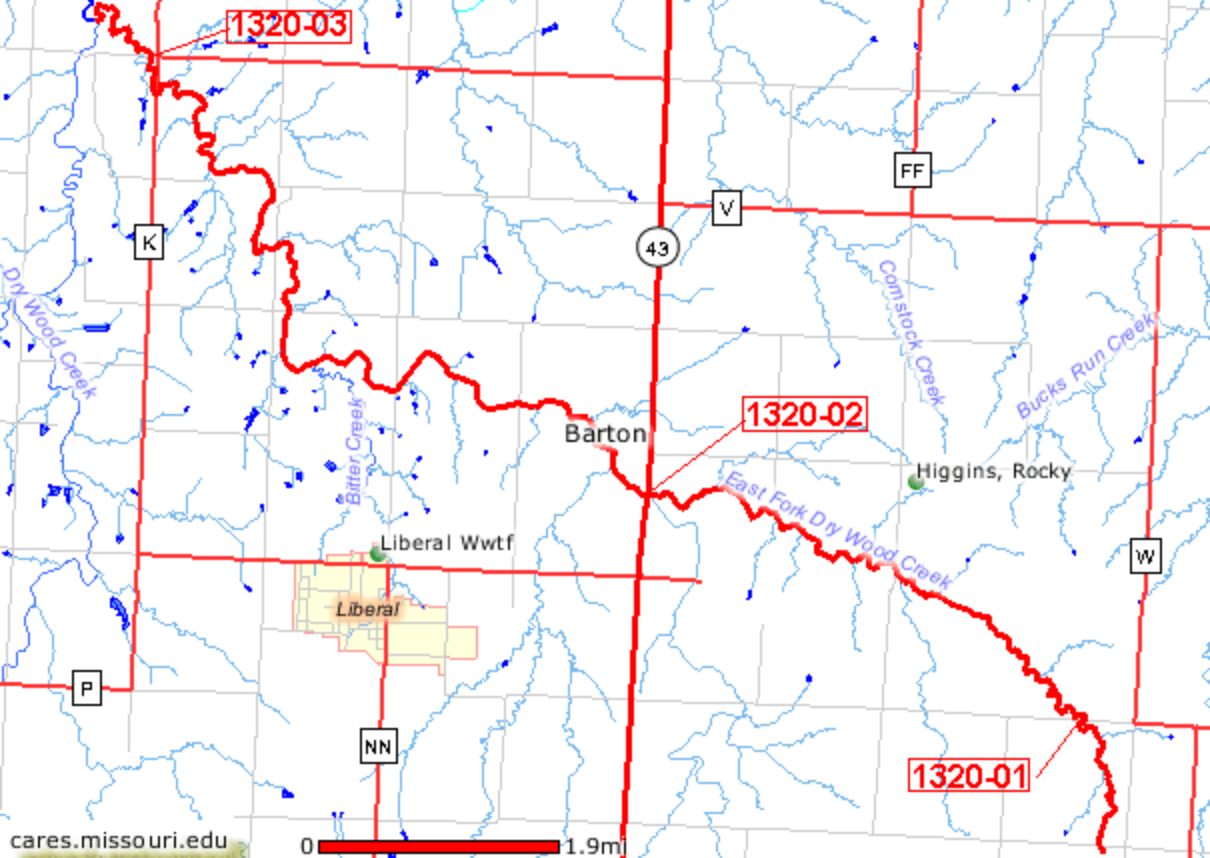 1320-03
FF
V
K
43
Dry Wood Creek
Comstock Creek
Bucks Run Creek
1320-02
Barton
Bitter Creek
Higgins, Rocky
East Fork Dry Wood Creek
Liberal Wwtf
W
Liberal
P
NN
1320-01
cares.missouri.edu
0 1.9mi